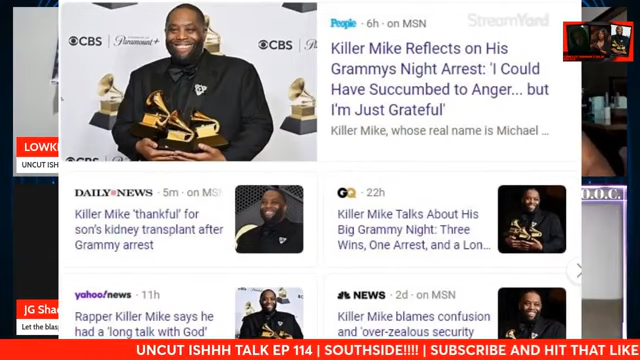 CBS
Paramount+
CBS
CBS
People · 6h · on MSN
StreamYard
Killer Mike Reflects on His
Grammys Night Arrest: 'I Could
Have Succumbed to Anger... but
I'm Just Grateful'
Killer Mike, whose real name is Michael ...
LOWK
UNCUT ISH
DAILY NEWS · 5m · on MS
Killer Mike 'thankful' for
son's kidney transplant after
Grammy arrest
GQ · 22h
Killer Mike Talks About His
Big Grammy Night: Three
Wins, One Arrest, and a Lon...
D.O.C.
yahoo!news · 11h
Rapper Killer Mike says he
had a 'long talk with God'
NEWS · 2d · on MSN
Killer Mike blames confusion
and 'over-zealous security
JG Shad
Let the blas
UNCUT ISHHH TALK EP 114 | SOUTHSIDE!!!! | SUBSCRIBE AND HIT THAT LIKE